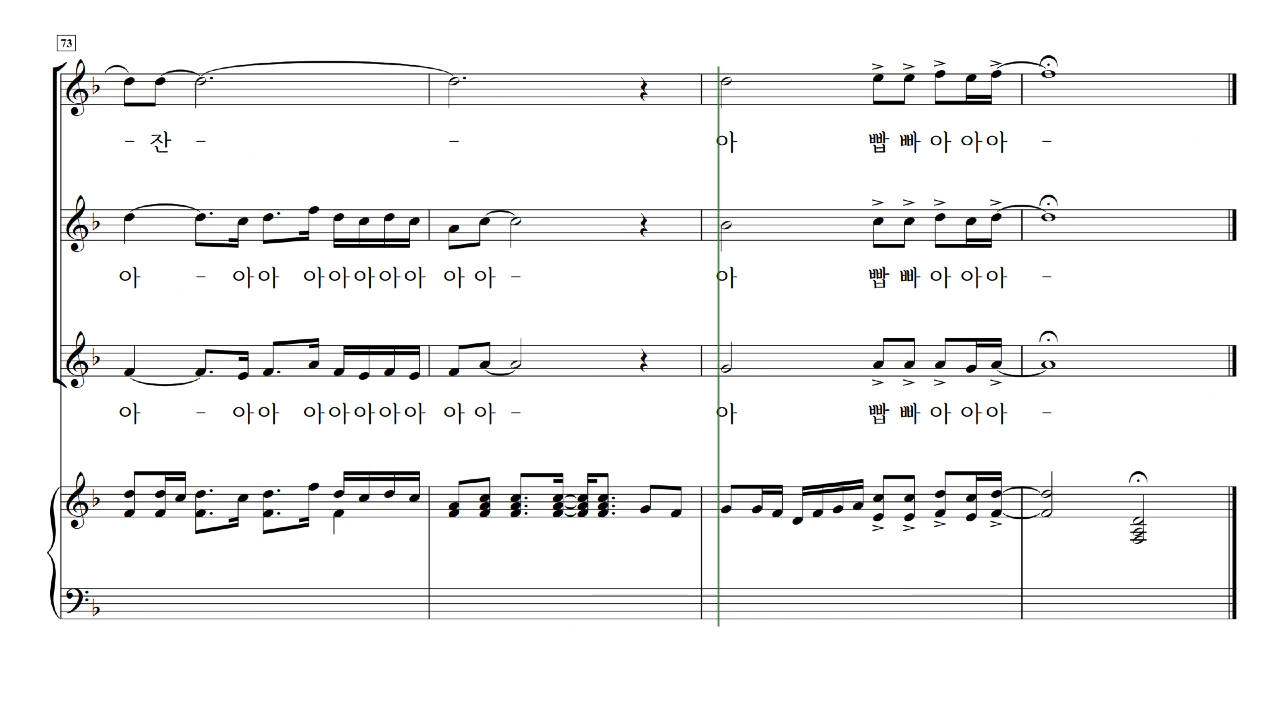 73
- 잔 - - 아 빱 빠 아 아아 -
아 - 아아 아아아아아 아 아 - 아 빱 빠 아 아아 -
아 - 아아 아아아아아 아 아 - 아 빱 빠 아 아아 -